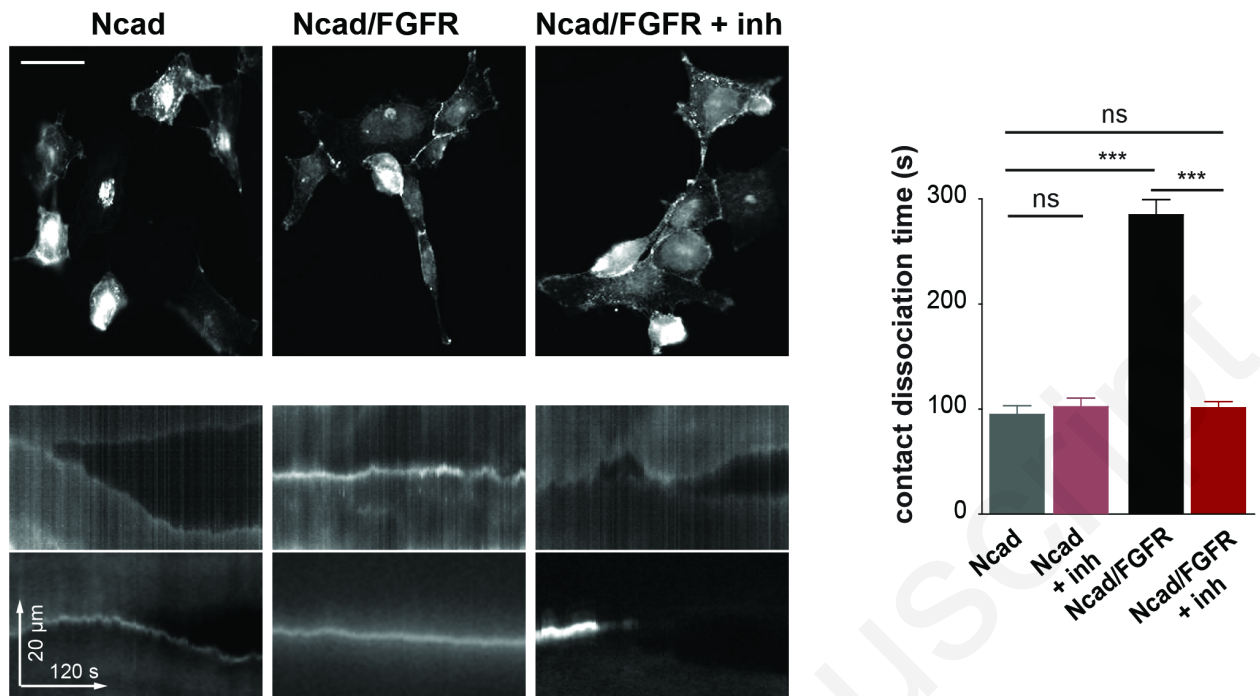 Ncad
Ncad/FGFR
Ncad/FGFR + inh
20 µm
120 s
contact dissociation time (s)
ns
***
***
ns
300
200
100
0
Ncad
Ncad
+ inh
Ncad/FGFR
Ncad/FGFR
+ inh
uscript